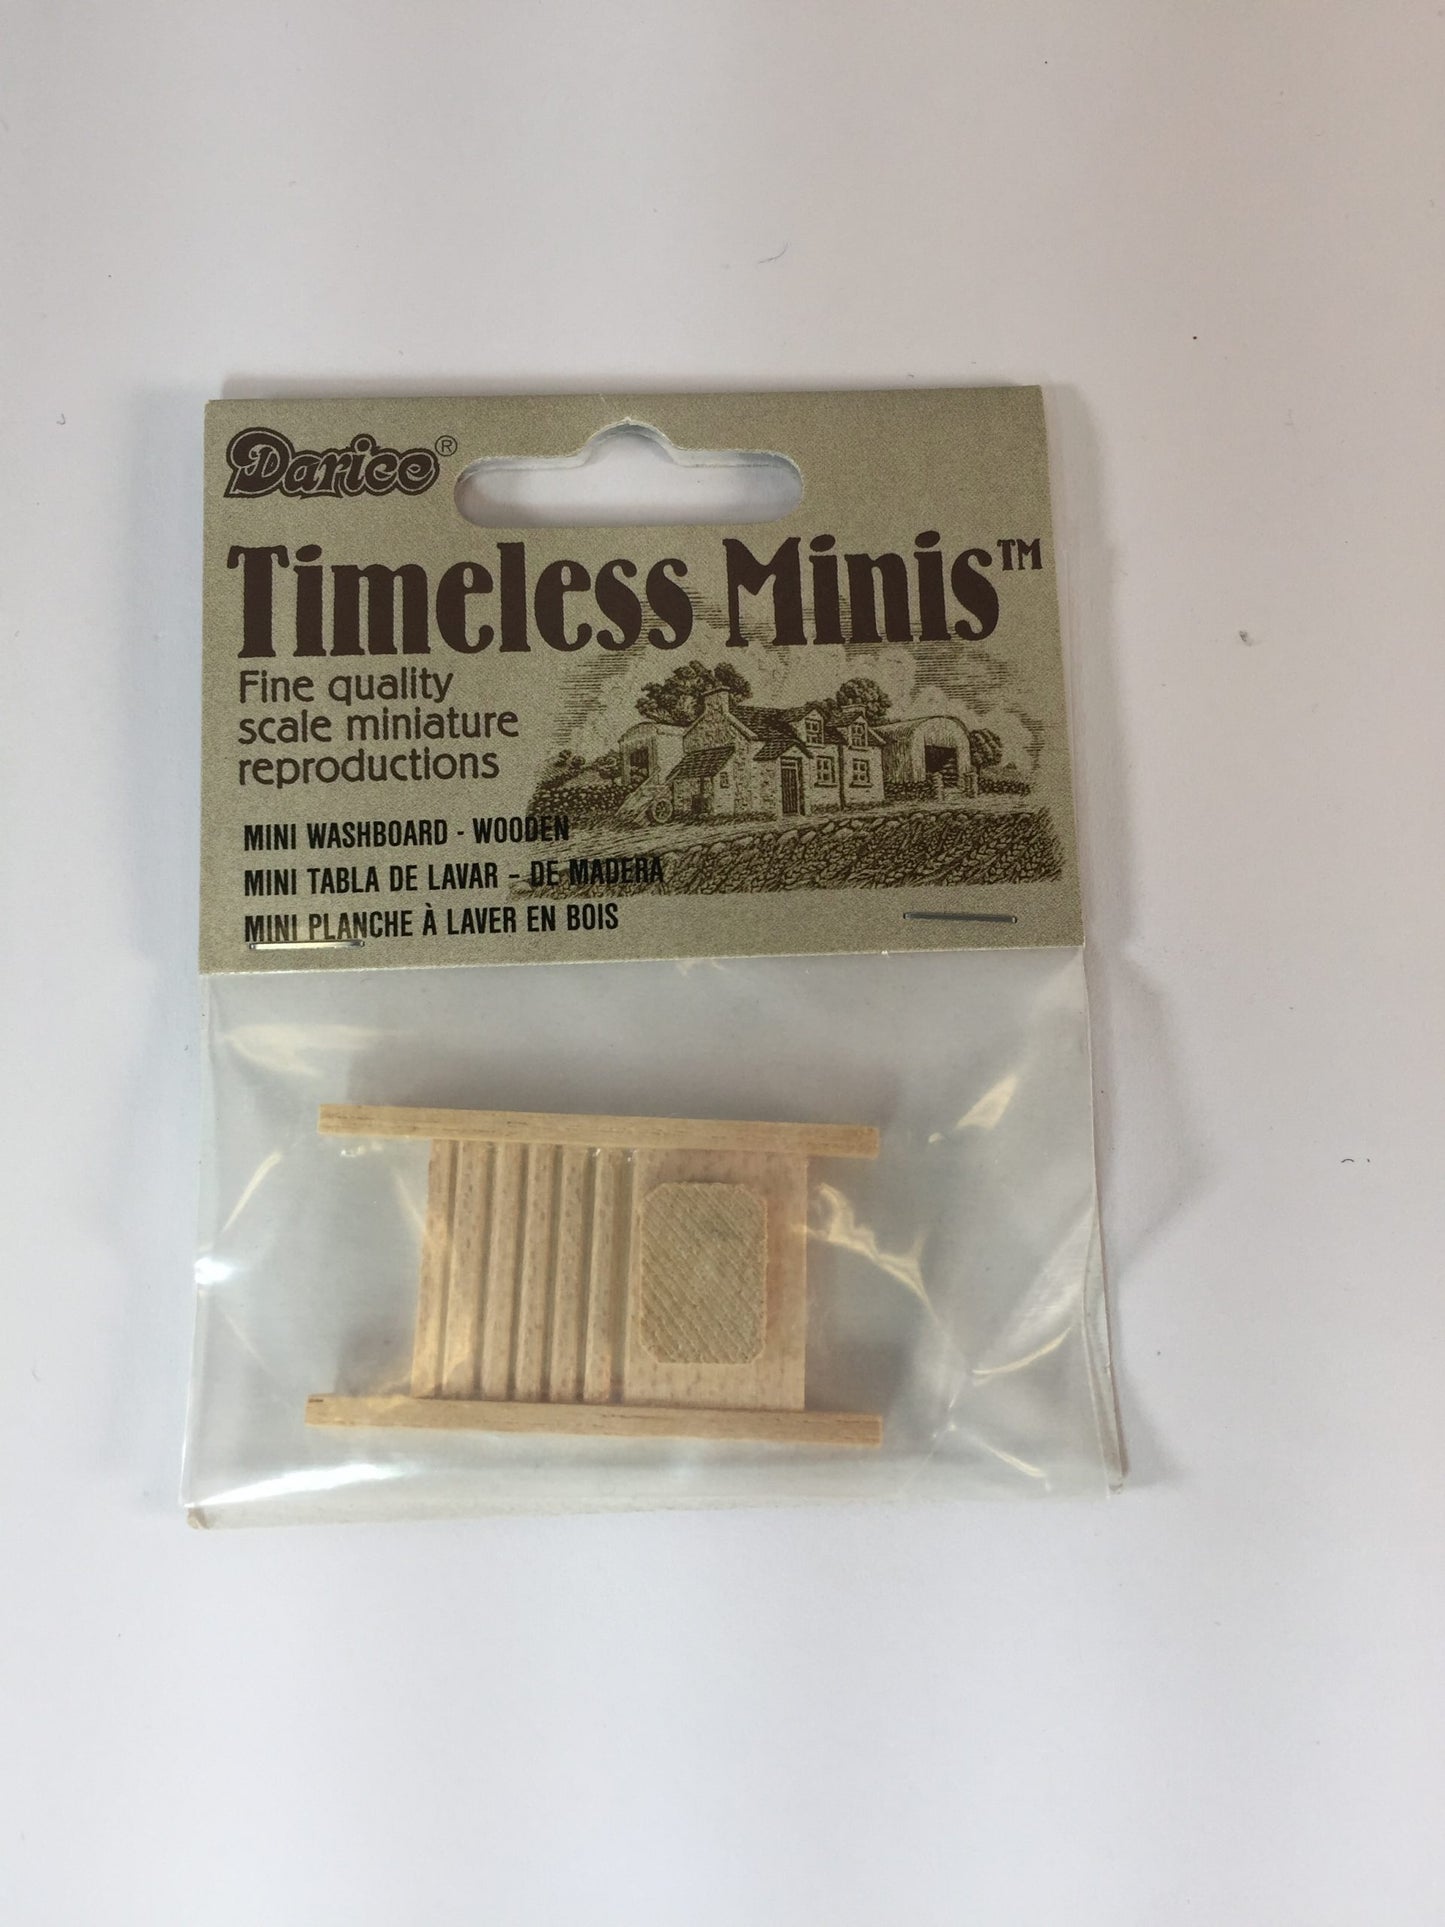 Darice®
Timeless Minis™
Fine quality
scale miniature
reproductions
MINI WASHBOARD - WOODEN
MINI TABLA DE LAVAR - DE MADERA
MINI PLANCHE À LAVER EN BOIS